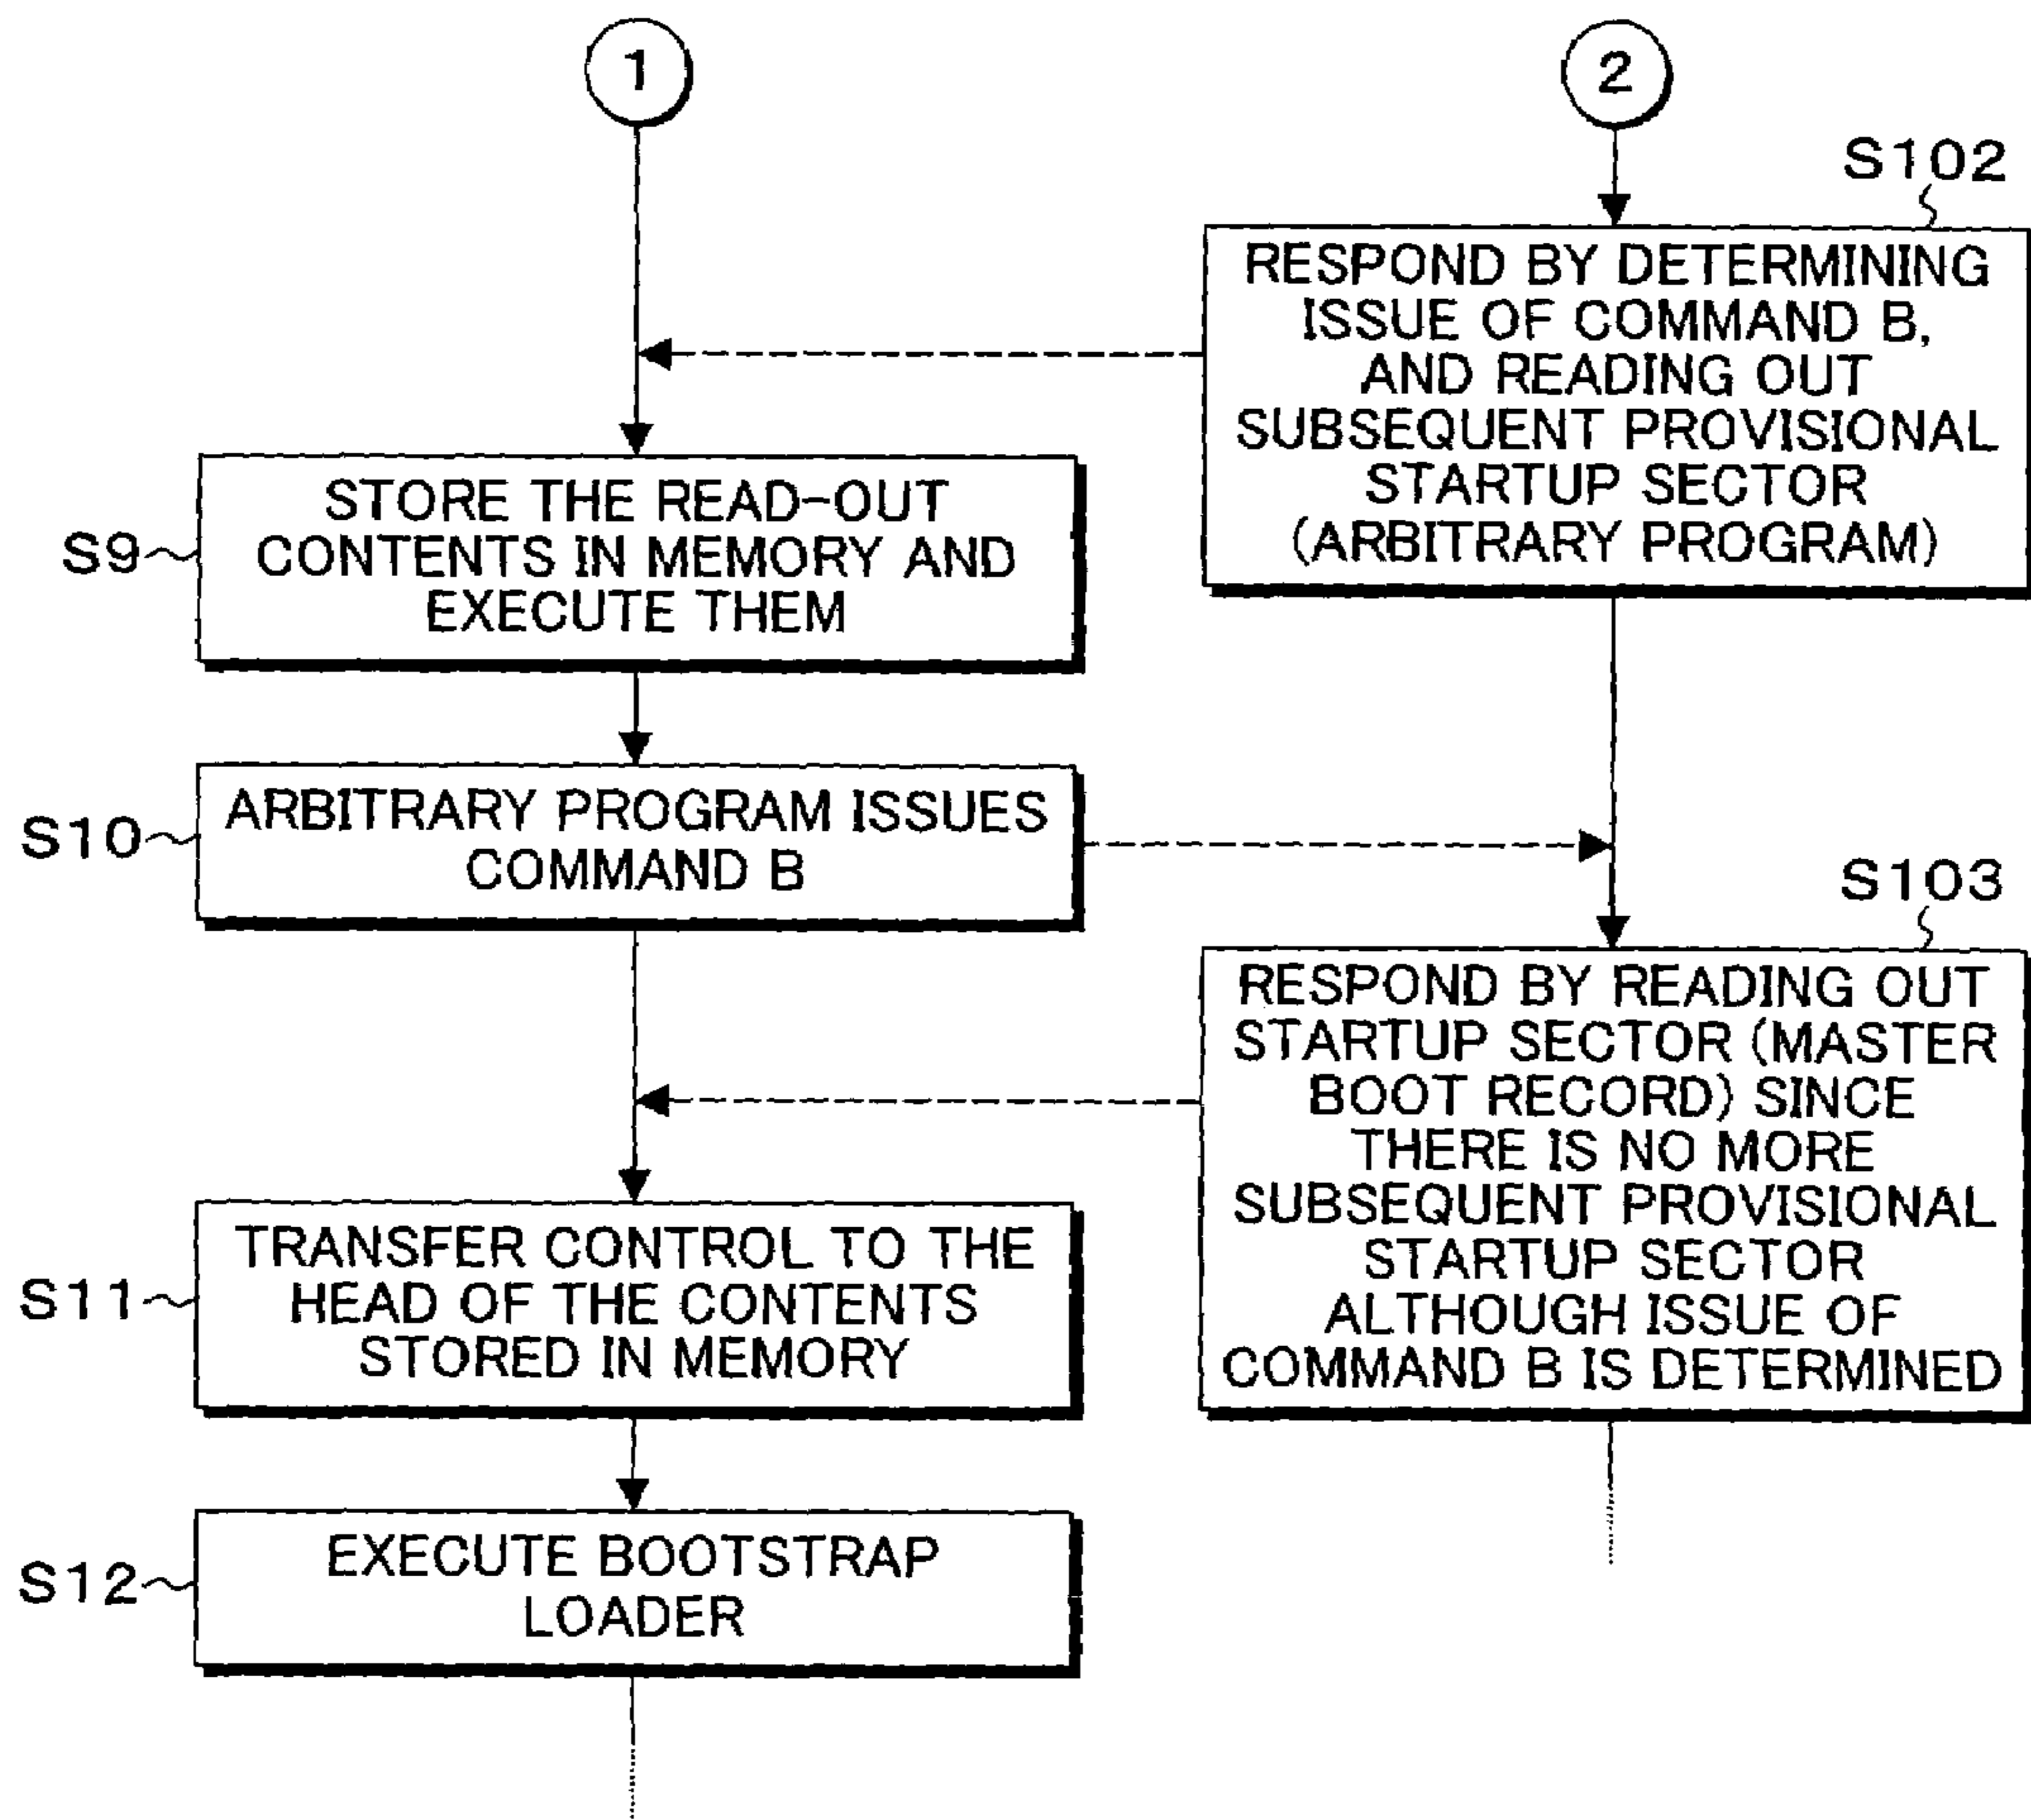 1
2
S102
RESPOND BY DETERMINING
ISSUE OF COMMAND B,
AND READING OUT
SUBSEQUENT PROVISIONAL
STARTUP SECTOR
(ARBITRARY PROGRAM)
S9
STORE THE READ-OUT
CONTENTS IN MEMORY AND
EXECUTE THEM
S10
ARBITRARY PROGRAM ISSUES
COMMAND B
S103
RESPOND BY READING OUT
STARTUP SECTOR (MASTER
BOOT RECORD) SINCE
THERE IS NO MORE
SUBSEQUENT PROVISIONAL
STARTUP SECTOR
ALTHOUGH ISSUE OF
COMMAND B IS DETERMINED
S11
TRANSFER CONTROL TO THE
HEAD OF THE CONTENTS
STORED IN MEMORY
S12
EXECUTE BOOTSTRAP
LOADER